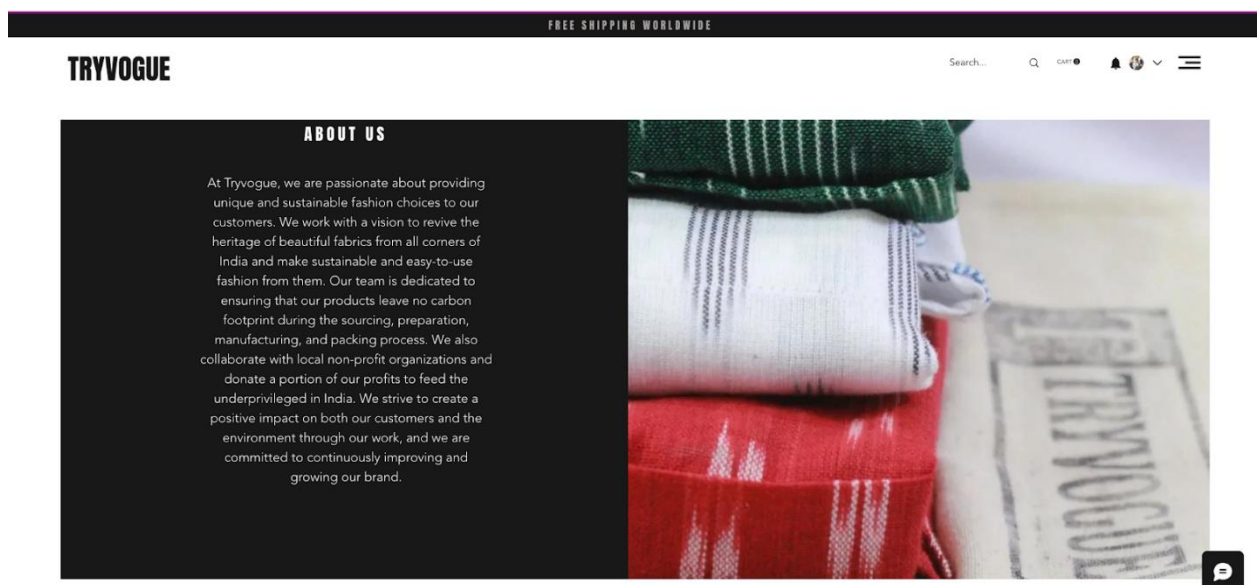 FREE SHIPPING WORLDWIDE
TRYVOGUE
Search...
CART
ABOUT US
At Tryvogue, we are passionate about providing
unique and sustainable fashion choices to our
customers. We work with a vision to revive the
heritage of beautiful fabrics from all corners of
India and make sustainable and easy-to-use
fashion from them. Our team is dedicated to
ensuring that our products leave no carbon
footprint during the sourcing, preparation,
manufacturing, and packing process. We also
collaborate with local non-profit organizations and
donate a portion of our profits to feed the
underprivileged in India. We strive to create a
positive impact on both our customers and the
environment through our work, and we are
committed to continuously improving and
growing our brand.
TRYVOGUE